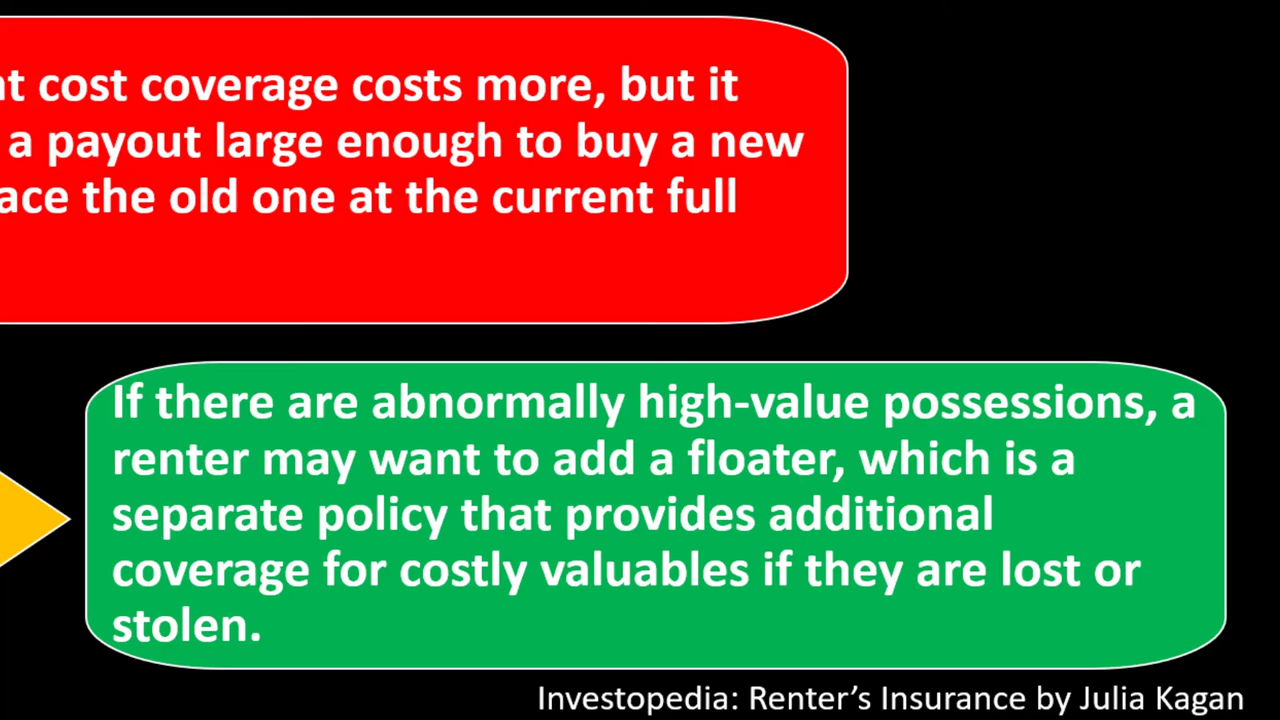 cost coverage costs more, but it
a payout large enough to buy a new
the old one at the current full
If there are abnormally high-value possessions, a
renter may want to add a floater, which is a
separate policy that provides additional
coverage for costly valuables if they are lost or
stolen.
Investopedia: Renter’s Insurance by Julia Kagan